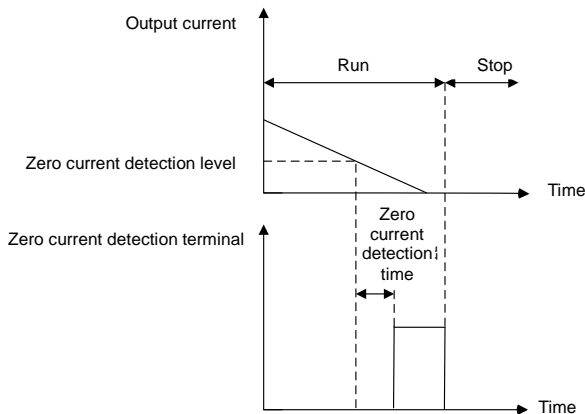 Output current
Run
Stop
Zero current detection level
Time
Zero current detection terminal
Zero
current
detection
time
Time